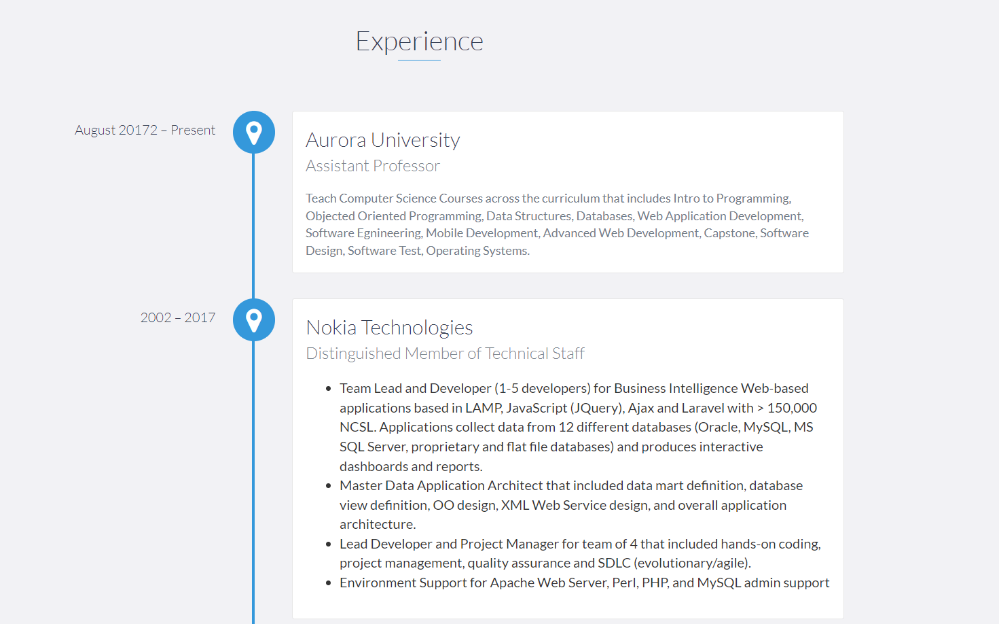 Experience
August 20172 – Present
Aurora University
Assistant Professor
Teach Computer Science Courses across the curriculum that includes Intro to Programming,
Objected Oriented Programming, Data Structures, Databases, Web Application Development,
Software Egnineering, Mobile Development, Advanced Web Development, Capstone, Software
Design, Software Test, Operating Systems.
2002 – 2017
Nokia Technologies
Distinguished Member of Technical Staff
• Team Lead and Developer (1-5 developers) for Business Intelligence Web-based
applications based in LAMP, JavaScript (JQuery), Ajax and Laravel with > 150,000
NCSL. Applications collect data from 12 different databases (Oracle, MySQL, MS
SQL Server, proprietary and flat file databases) and produces interactive
dashboards and reports.
• Master Data Application Architect that included data mart definition, database
view definition, OO design, XML Web Service design, and overall application
architecture.
• Lead Developer and Project Manager for team of 4 that included hands-on coding,
project management, quality assurance and SDLC (evolutionary/agile).
• Environment Support for Apache Web Server, Perl, PHP, and MySQL admin support